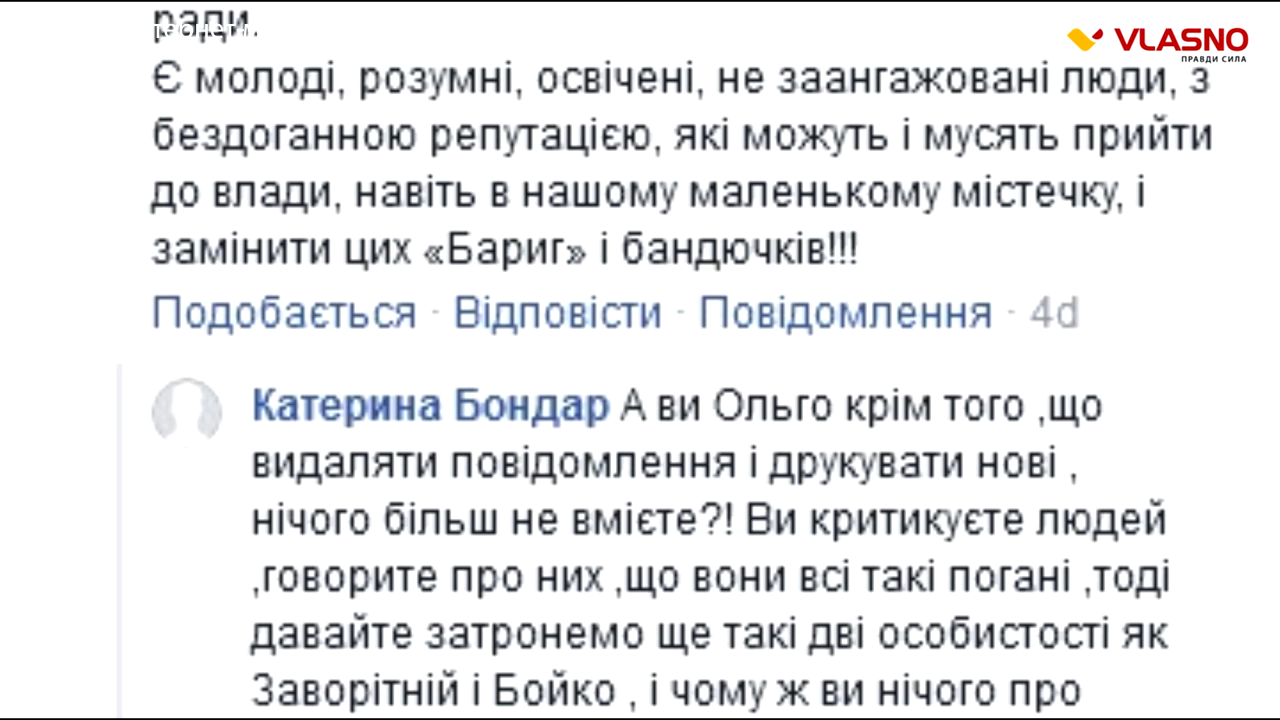 ради.
VLASNO
ПРАВДИ СИЛА
Є молоді, розумні, освічені, не заангажовані люди, з
бездоганною репутацією, які можуть і мусять прийти
до влади, навіть в нашому маленькому містечку, і
замінити цих «Бариг» і бандючків!!!
Подобається · Відповісти · Повідомлення · 4d
Катерина Бондар А ви Ольго крім того ,що
видаляти повідомлення і друкувати нові ,
нічого більш не вмієте?! Ви критикуєте людей
,говорите про них ,що вони всі такі погані ,тоді
давайте затронемо ще такі дві особистості як
Заворітній і Бойко , і чому ж ви нічого про